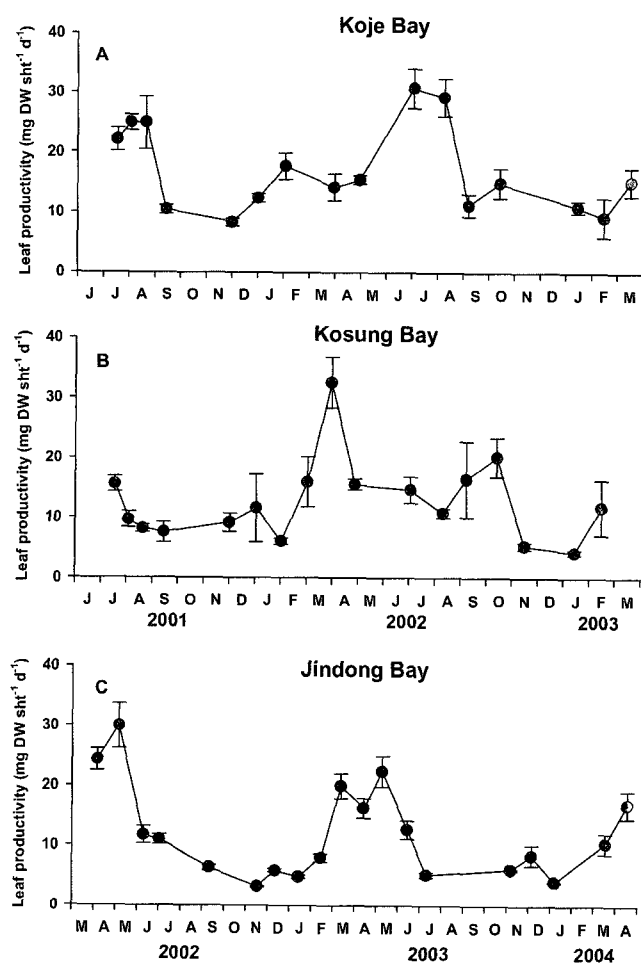 Koje Bay
A
Leaf productivity (mg DW sht⁻¹ d⁻¹)
40
30
20
10
0
J J A S O N D J F M A M J J A S O N D J F M
Kosung Bay
B
Leaf productivity (mg DW sht⁻¹ d⁻¹)
40
30
20
10
0
J J A S O N D J F M A M J J A S O N D J F M
2001 2002 2003
Jindong Bay
C
Leaf productivity (mg DW sht⁻¹ d⁻¹)
40
30
20
10
0
M A M J J A S O N D J F M A M J J A S O N D J F M A
2002 2003 2004